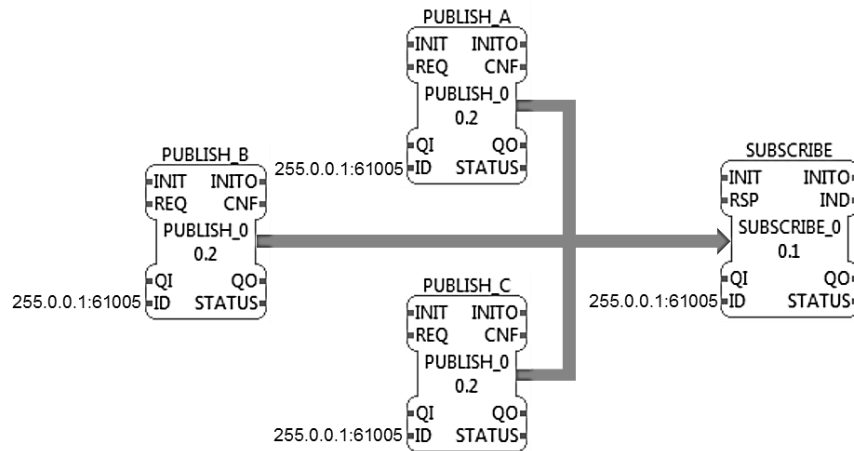 PUBLISH_A
INIT INITO
REQ CNF
PUBLISH_0
0.2
QI QO
255.0.0.1:61005 ID STATUS
PUBLISH_B
INIT INITO
REQ CNF
PUBLISH_0
0.2
QI QO
255.0.0.1:61005 ID STATUS
SUBSCRIBE
INIT INITO
RSP IND
SUBSCRIBE_0
0.1
QI QO
255.0.0.1:61005 ID STATUS
PUBLISH_C
INIT INITO
REQ CNF
PUBLISH_0
0.2
QI QO
255.0.0.1:61005 ID STATUS